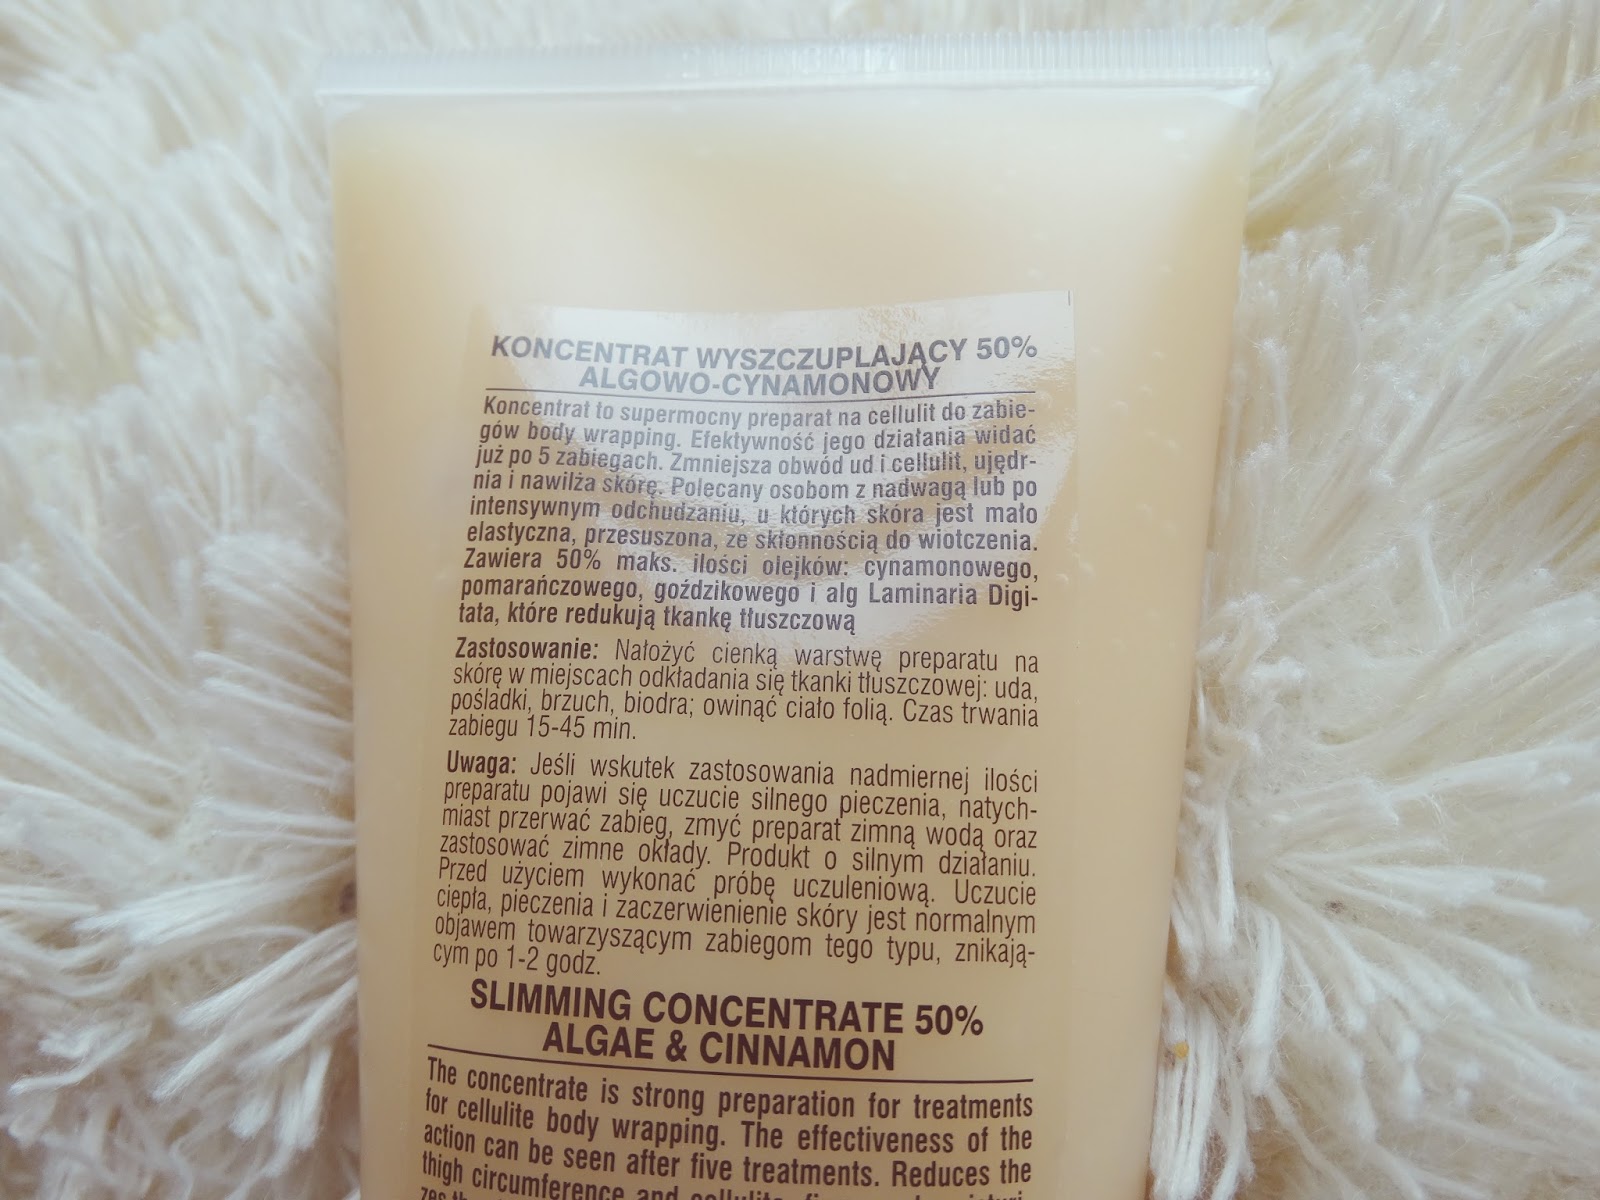 KONCENTRAT WYSZCZUPLAJĄCY 50%
ALGOWO-CYNAMONOWY
Koncentrat to supermocny preparat na cellulit do zabie-
gów body wrapping. Efektywność jego działania widać
już po 5 zabiegach. Zmniejsza obwód ud i cellulit, ujędr-
nia i nawilża skórę. Polecany osobom z nadwagą lub po
intensywnym odchudzaniu, u których skóra jest mało
elastyczna, przesuszona, ze skłonnością do wiotczenia.
Zawiera 50% maks. ilości olejków: cynamonowego,
pomarańczowego, goździkowego i alg Laminaria Digi-
tata, które redukują tkankę tłuszczową
Zastosowanie: Nałożyć cienką warstwę preparatu na
skórę w miejscach odkładania się tkanki tłuszczowej: uda,
pośladki, brzuch, biodra; owinąć ciało folią. Czas trwania
zabiegu 15-45 min.
Uwaga: Jeśli wskutek zastosowania nadmiernej ilości
preparatu pojawi się uczucie silnego pieczenia, natych-
miast przerwać zabieg, zmyć preparat zimną wodą oraz
zastosować zimne okłady. Produkt o silnym działaniu.
Przed użyciem wykonać próbę uczuleniową. Uczucie
ciepła, pieczenia i zaczerwienienie skóry jest normalnym
objawem towarzyszącym zabiegom tego typu, znikają-
cym po 1-2 godz.
SLIMMING CONCENTRATE 50%
ALGAE & CINNAMON
The concentrate is strong preparation for treatments
for cellulite body wrapping. The effectiveness of the
action can be seen after five treatments. Reduces the
thigh circumference and cellulite,